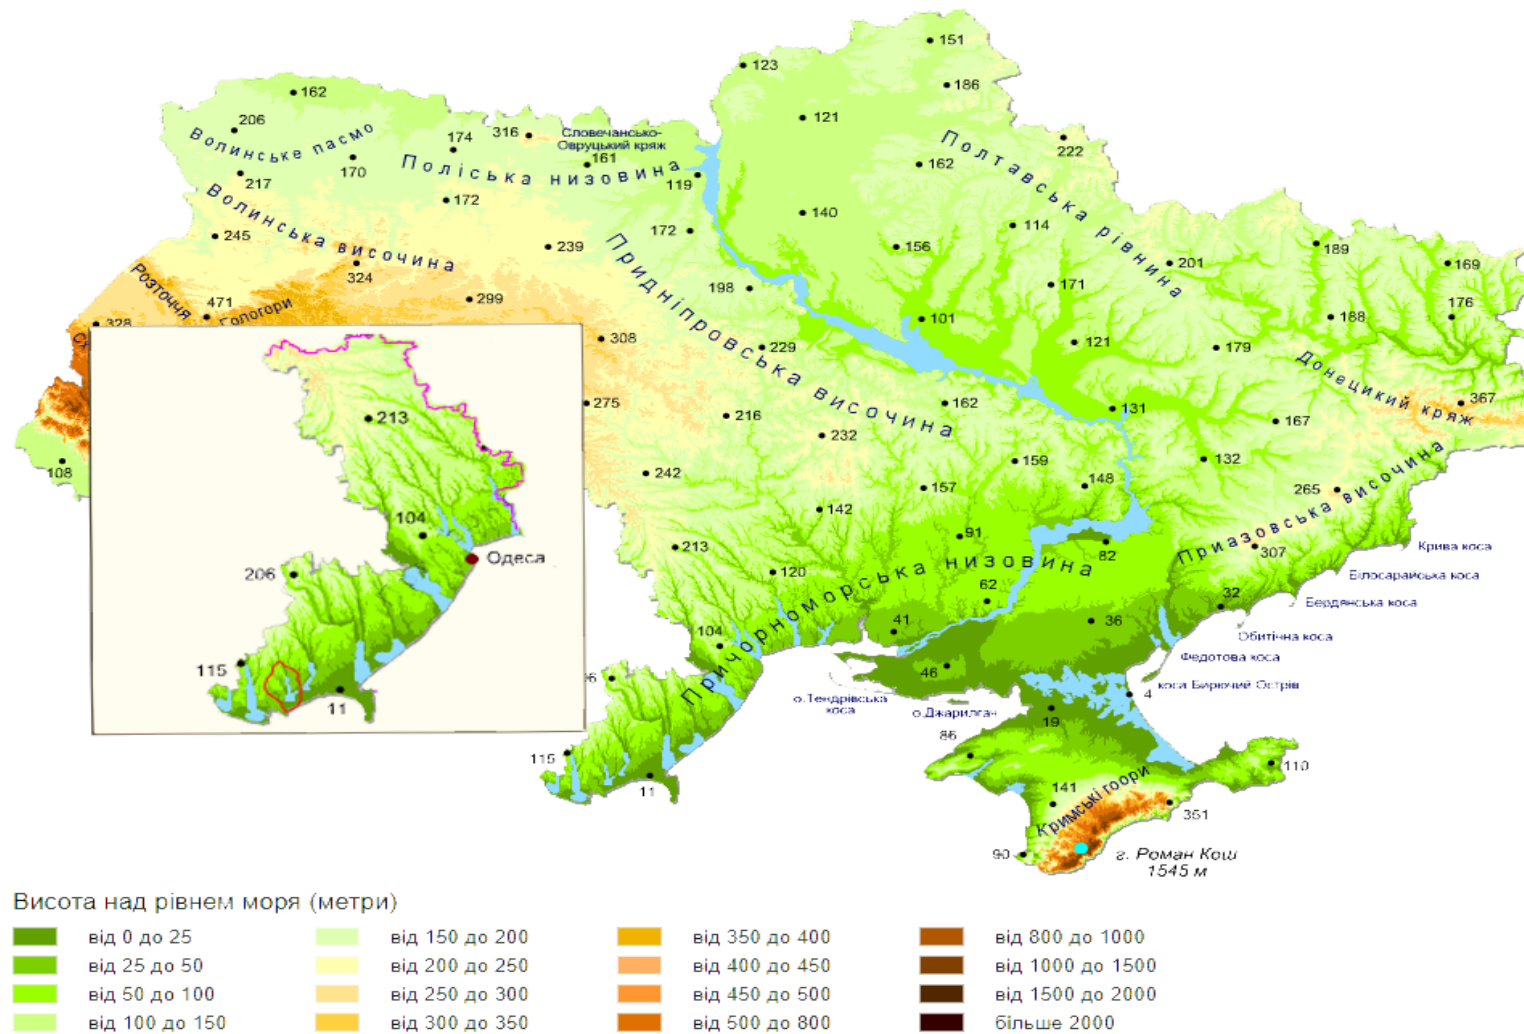 151
123
186
162
121
206
Волинське пасмо
174
316
Словечансько-
Овруцький кряж
222
Полтавська рівнина
170
Поліська низовина
161
162
217
119
172
Волинська височина
140
114
245
239
172
156
189
324
201
169
Розточчя
471
Гологори
299
Придніпровська височина
198
171
101
188
176
328
308
229
121
179
Донецикий кряж
213
275
216
162
131
367
232
167
108
242
159
132
157
148
265
Приазовська височина
104
142
91
82
307
Одеса
213
Крива коса
206
120
Причорноморська низовина
Білосарайська коса
62
32
Бердянська коса
104
41
36
Обитічна коса
115
46
Федотова коса
11
о.Тендрівська
коса
о.Джарилгач
коса Бирючий Острів
4
19
115
86
11
110
141
Кримські гоори
351
90
г. Роман Кош
1545 м
Висота над рівнем моря (метри)
від 0 до 25
від 150 до 200
від 350 до 400
від 800 до 1000
від 25 до 50
від 200 до 250
від 400 до 450
від 1000 до 1500
від 50 до 100
від 250 до 300
від 450 до 500
від 1500 до 2000
від 100 до 150
від 300 до 350
від 500 до 800
більше 2000